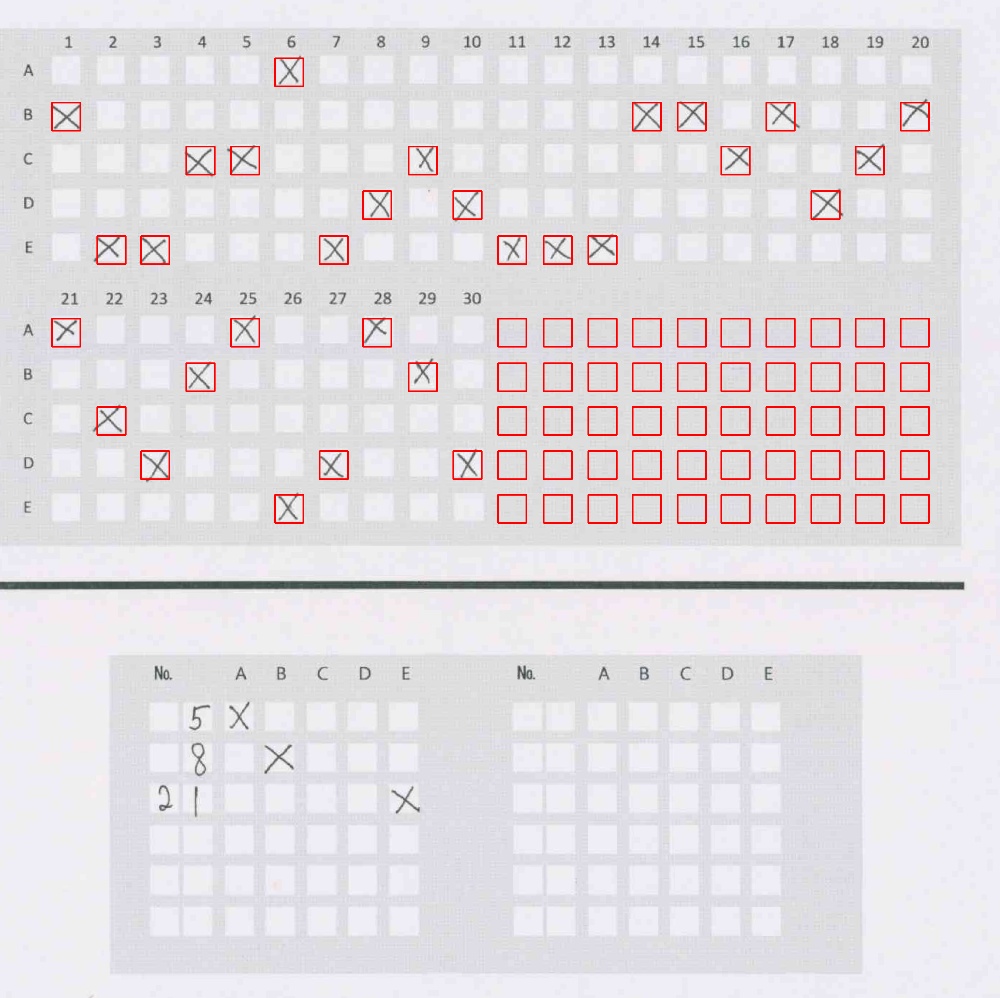 1 2 3 4 5 6 7 8 9 10 11 12 13 14 15 16 17 18 19 20
A X
B X X X X X
C X X X X X
D X X X
E X X X X X X
21 22 23 24 25 26 27 28 29 30
A X X X
B X X
C X
D X X X
E X
No. A B C D E No. A B C D E
5 X
8 X
21 X